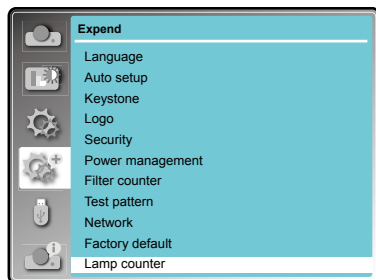 Expend
Language
Auto setup
Keystone
Logo
Security
Power management
Filter counter
Test pattern
Network
Factory default
Lamp counter